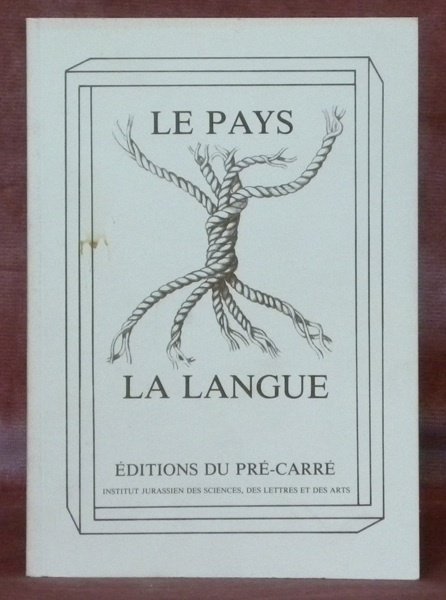 LE PAYS
LA LANGUE
ÉDITIONS DU PRÉ-CARRÉ
INSTITUT JURASSIEN DES SCIENCES, DES LETTRES ET DES ARTS